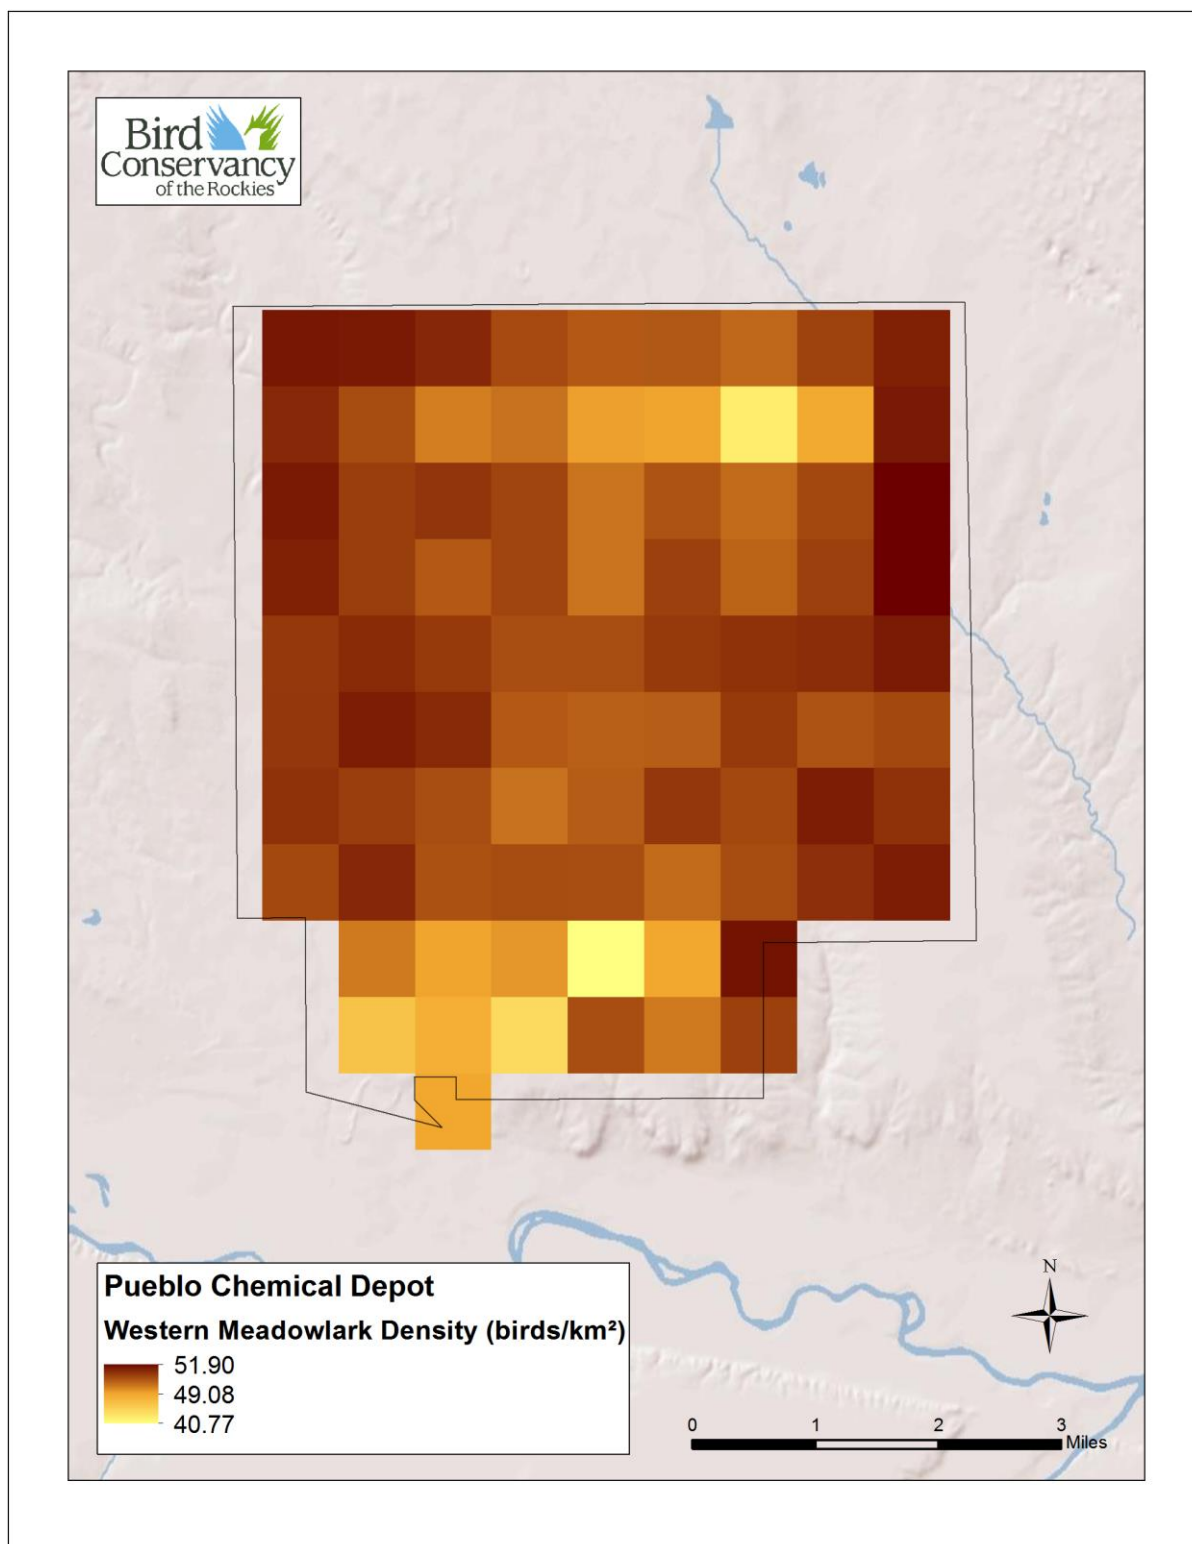 Bird
Conservancy
of the Rockies
Pueblo Chemical Depot
Western Meadowlark Density (birds/km²)
51.90
49.08
40.77
N
0 1 2 3
Miles